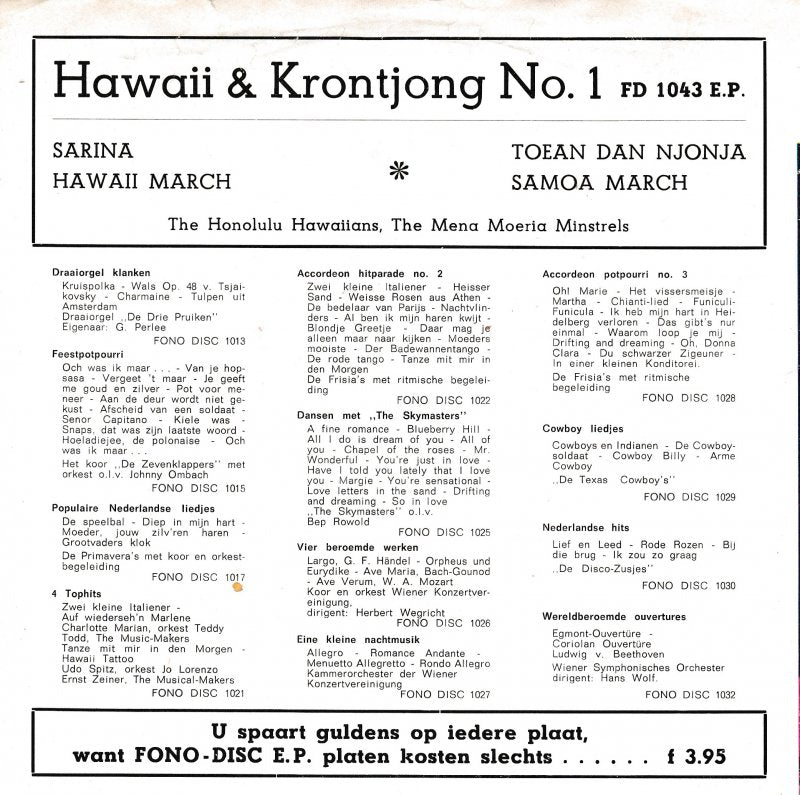 Hawaii & Krontjong No. 1 FD 1043 E.P.
SARINA
HAWAII MARCH
*
TOEAN DAN NJONJA
SAMOA MARCH
The Honolulu Hawaiians, The Mena Moeria Minstrels
Draaiorgel klanken
Kruispolka - Wals Op. 48 v. Tsjai-
kovsky - Charmaine - Tulpen uit
Amsterdam
Draaiorgel „De Drie Pruiken"
Eigenaar: G. Perlee
FONO DISC 1013
Feestpotpourri
Och was ik maar . . . - Van je hop-
sasa - Vergeet 't maar - Je geeft
me goud en zilver - Pot voor me-
neer - Aan de deur wordt niet ge-
kust - Afscheid van een soldaat -
Senor Capitano - Kiele was -
Snaps, dat was zijn laatste woord -
Hoeladiejee, de polonaise - Och
was ik maar . . .
Het koor „De Zevenklappers" met
orkest o.l.v. Johnny Ombach
FONO DISC 1015
Populaire Nederlandse liedjes
De speelbal - Diep in mijn hart -
Moeder, jouw zilv'ren haren -
Grootvaders klok
De Primavera's met koor en orkest-
begeleiding
FONO DISC 1017
4 Tophits
Zwei kleine Italiener -
Auf wiederseh'n Marlene
Charlotte Marian, orkest Teddy
Todd, The Music-Makers
Tanze mit mir in den Morgen -
Hawaii Tattoo
Udo Spitz, orkest Jo Lorenzo
Ernst Zeiner, The Musical-Makers
FONO DISC 1021
Accordeon hitparade no. 2
Zwei kleine Italiener - Heisser
Sand - Weisse Rosen aus Athen -
De bedelaar van Parijs - Nachtvlin-
ders - Al ben ik mijn haren kwijt -
Blondje Greetje - Daar mag je
alleen maar naar kijken - Moeders
mooiste - Der Badewannentango -
De rode tango - Tanze mit mir in
den Morgen
De Frisia's met ritmische begelei-
ding
FONO DISC 1022
Dansen met „The Skymasters"
A fine romance - Blueberry Hill -
All I do is dream of you - All of
you - Chapel of the roses - Mr.
Wonderful - You're just in love -
Have I told you lately that I love
you - Margie - You're sensational -
Love letters in the sand - Drifting
and dreaming - So in love
„The Skymasters" o.l.v.
Bep Rowold
FONO DISC 1025
Vier beroemde werken
Largo, G. F. Händel - Orpheus und
Eurydike - Ave Maria, Bach-Gounod
- Ave Verum, W. A. Mozart
Koor en orkest Wiener Konzertver-
einigung,
dirigent: Herbert Wegricht
FONO DISC 1026
Eine kleine nachtmusik
Allegro - Romance Andante -
Menuetto Allegretto - Rondo Allegro
Kammerorchester der Wiener
Konzertvereinigung
FONO DISC 1027
Accordeon potpourri no. 3
Oh! Marie - Het vissersmeisje -
Martha - Chianti-lied - Funiculi-
Funicula - Ik heb mijn hart in Hei-
delberg verloren - Das gibt's nur
einmal - Waarom loop je mij -
Drifting and dreaming - Oh, Donna
Clara - Du schwarzer Zigeuner -
In einer kleinen Konditorei.
De Frisia's met ritmische
begeleiding
FONO DISC 1028
Cowboy liedjes
Cowboys en Indianen - De Cowboy-
soldaat - Cowboy Billy - Arme
Cowboy
„De Texas Cowboy's"
FONO DISC 1029
Nederlandse hits
Lief en Leed - Rode Rozen - Bij
die brug - Ik zou zo graag
„De Disco-Zusjes"
FONO DISC 1030
Wereldberoemde ouvertures
Egmont-Ouvertüre -
Coriolan Ouvertüre
Ludwig v. Beethoven
Wiener Symphonisches Orchester
dirigent: Hans Wolf.
FONO DISC 1032
U spaart guldens op iedere plaat,
want FONO-DISC E.P. platen kosten slechts . . . . . . f 3.95